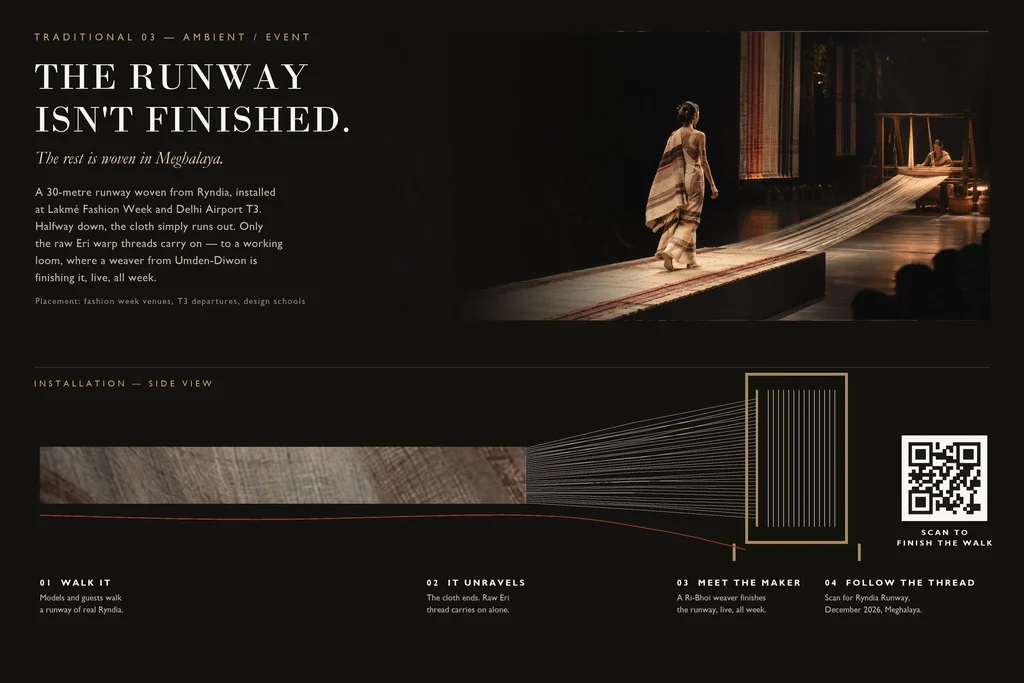 TRADITIONAL 03 — AMBIENT / EVENT
THE RUNWAY
ISN'T FINISHED.
The rest is woven in Meghalaya.
A 30-metre runway woven from Ryndia, installed
at Lakmé Fashion Week and Delhi Airport T3.
Halfway down, the cloth simply runs out. Only
the raw Eri warp threads carry on — to a working
loom, where a weaver from Umden-Diwon is
finishing it, live, all week.
Placement: fashion week venues, T3 departures, design schools
INSTALLATION — SIDE VIEW
SCAN TO
FINISH THE WALK
01 WALK IT
Models and guests walk
a runway of real Ryndia.
02 IT UNRAVELS
The cloth ends. Raw Eri
thread carries on alone.
03 MEET THE MAKER
A Ri-Bhoi weaver finishes
the runway, live, all week.
04 FOLLOW THE THREAD
Scan for Ryndia Runway,
December 2026, Meghalaya.